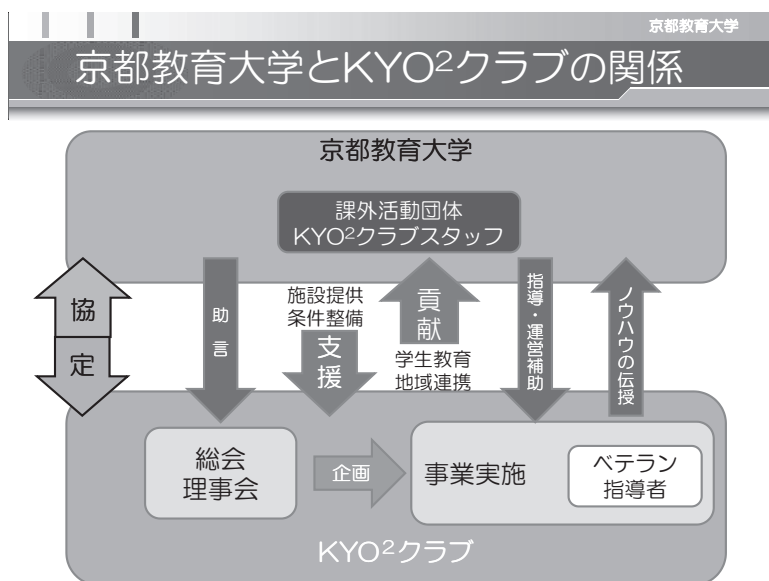 京都教育大学
京都教育大学とKYO²クラブの関係
京都教育大学
課外活動団体
KYO²クラブスタッフ
協
定
助言
施設提供
条件整備
支援
貢献
学生教育
地域連携
指導・運営補助
ノウハウの伝授
総会
理事会
企画
事業実施
ベテラン
指導者
KYO²クラブ